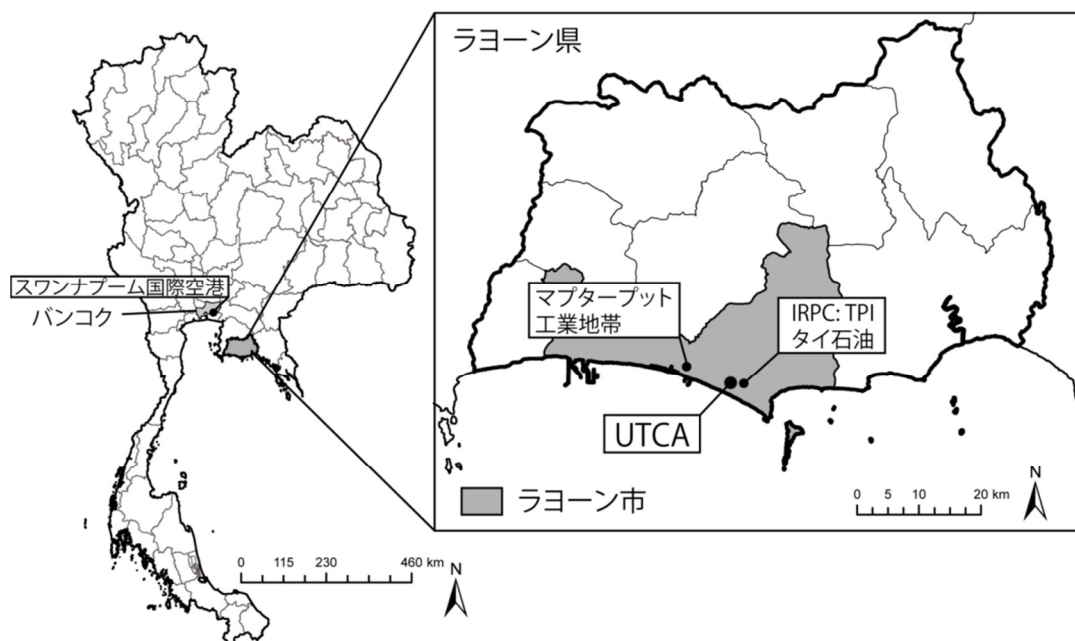 ラヨーン県
スワンナプーム国際空港
バンコク
マプタープット
工業地帯
IRPC: TPI
タイ石油
UTCA
ラヨーン市
N
0 5 10 20 km
0 115 230 460 km
N